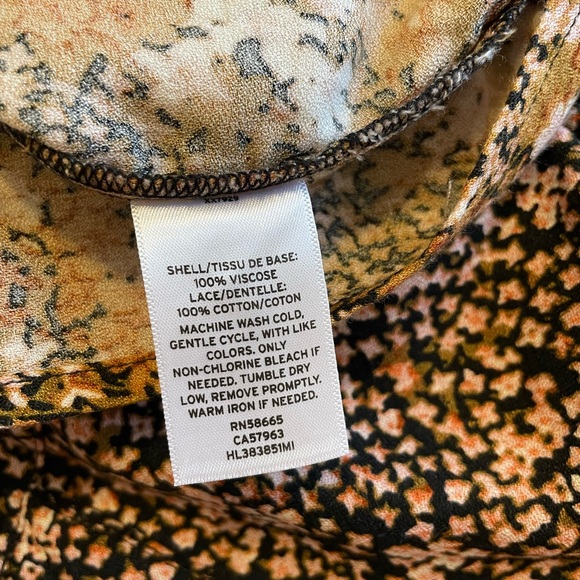 SHELL/TISSU DE BASE:
100% VISCOSE
LACE/DENTELLE:
100% COTTON/COTON
MACHINE WASH COLD,
GENTLE CYCLE, WITH LIKE
COLORS. ONLY
NON-CHLORINE BLEACH IF
NEEDED. TUMBLE DRY
LOW, REMOVE PROMPTLY.
WARM IRON IF NEEDED.
RN58665
CA57963
HL383851MI